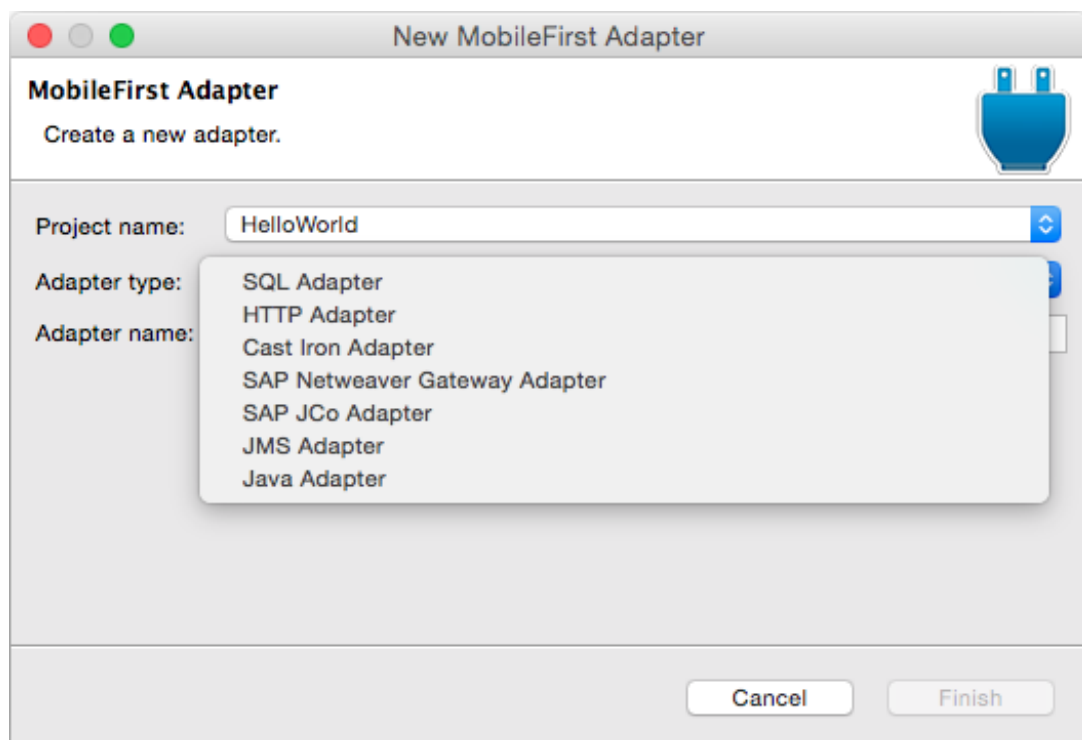 New MobileFirst Adapter
MobileFirst Adapter
Create a new adapter.
Project name: HelloWorld
Adapter type:
SQL Adapter
HTTP Adapter
Adapter name:
Cast Iron Adapter
SAP Netweaver Gateway Adapter
SAP JCo Adapter
JMS Adapter
Java Adapter
Cancel Finish